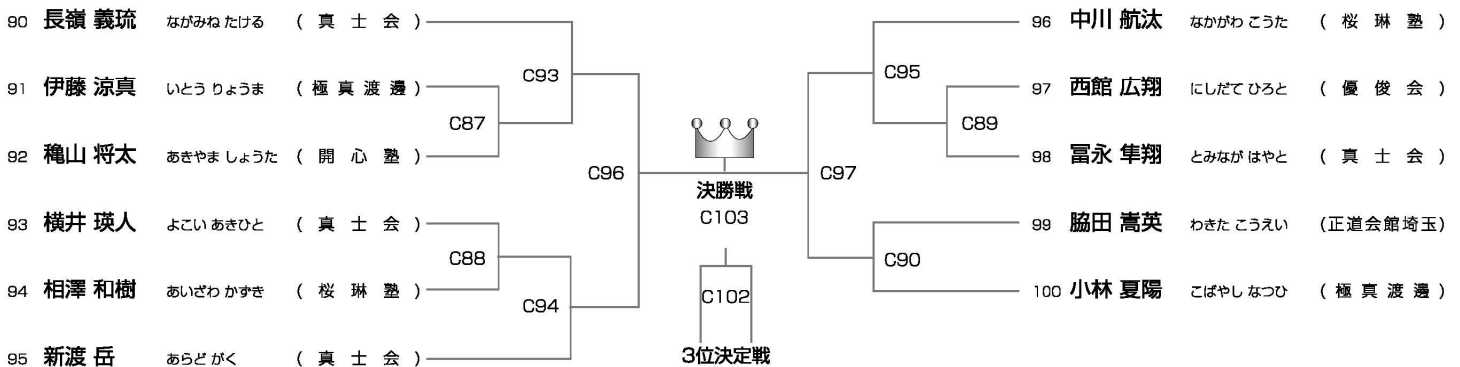 90 長嶺 義琉 ながみね たける （ 真 士 会 ）
91 伊藤 涼真 いとう りょうま （ 極 真 渡 邊 ）
92 穐山 将太 あきやま しょうた （ 開 心 塾 ）
93 横井 瑛人 よこい あきひと （ 真 士 会 ）
94 相澤 和樹 あいざわ かずき （ 桜 琳 塾 ）
95 新渡 岳 あらど がく （ 真 士 会 ）
C93
C87
C96
C88
C94
決勝戦
C103
C102
3位決定戦
C95
C89
C97
C90
96 中川 航汰 なかがわ こうた （ 桜 琳 塾 ）
97 西館 広翔 にしだて ひろと （ 優 俊 会 ）
98 冨永 隼翔 とみなが はやと （ 真 士 会 ）
99 脇田 嵩英 わきた こうえい （正道会館埼玉）
100 小林 夏陽 こばやし なつひ （ 極 真 渡 邊 ）